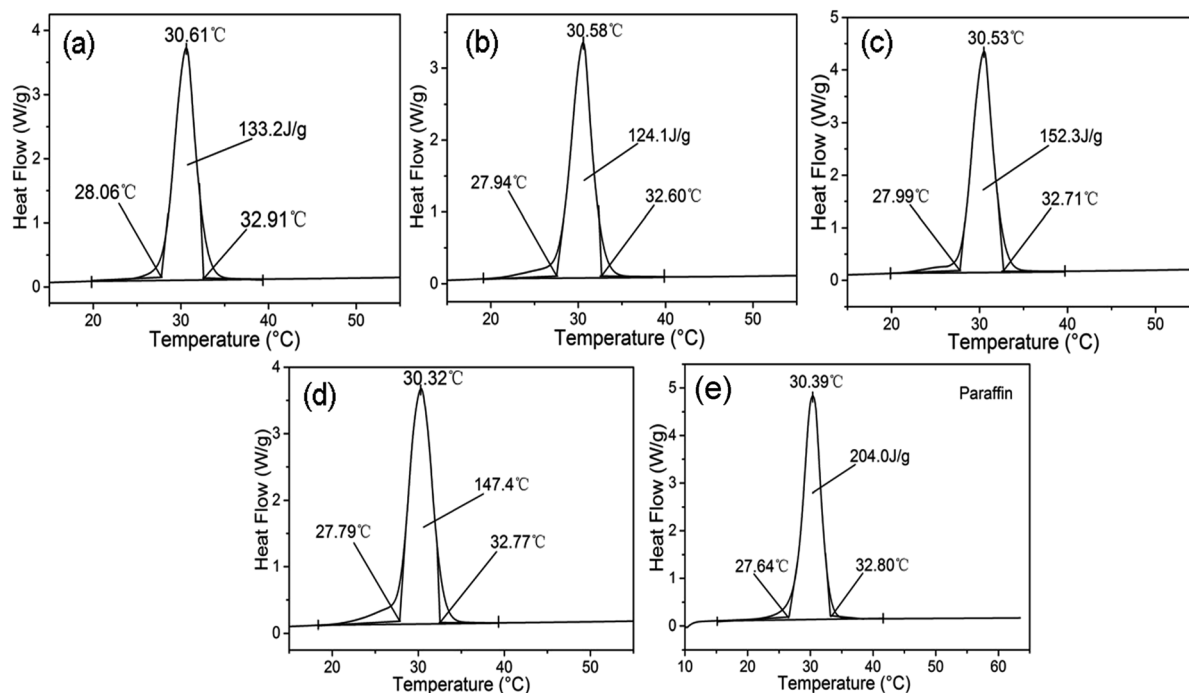 (a)
30.61℃
133.2J/g
28.06℃
32.91℃
Heat Flow (W/g)
4
3
2
1
0
20 30 40 50
Temperature (°C)
(b)
30.58℃
124.1J/g
27.94℃
32.60℃
Heat Flow (W/g)
3
2
1
0
20 30 40 50
Temperature (°C)
(c)
30.53℃
152.3J/g
27.99℃
32.71℃
Heat Flow (W/g)
5
4
3
2
1
0
20 30 40 50
Temperature (°C)
(d)
30.32℃
147.4℃
27.79℃
32.77℃
Heat Flow (W/g)
4
3
2
1
0
20 30 40 50
Temperature (°C)
(e)
30.39℃
Paraffin
204.0J/g
27.64℃
32.80℃
Heat Flow (W/g)
5
4
3
2
1
0
10 20 30 40 50 60
Temperature (°C)